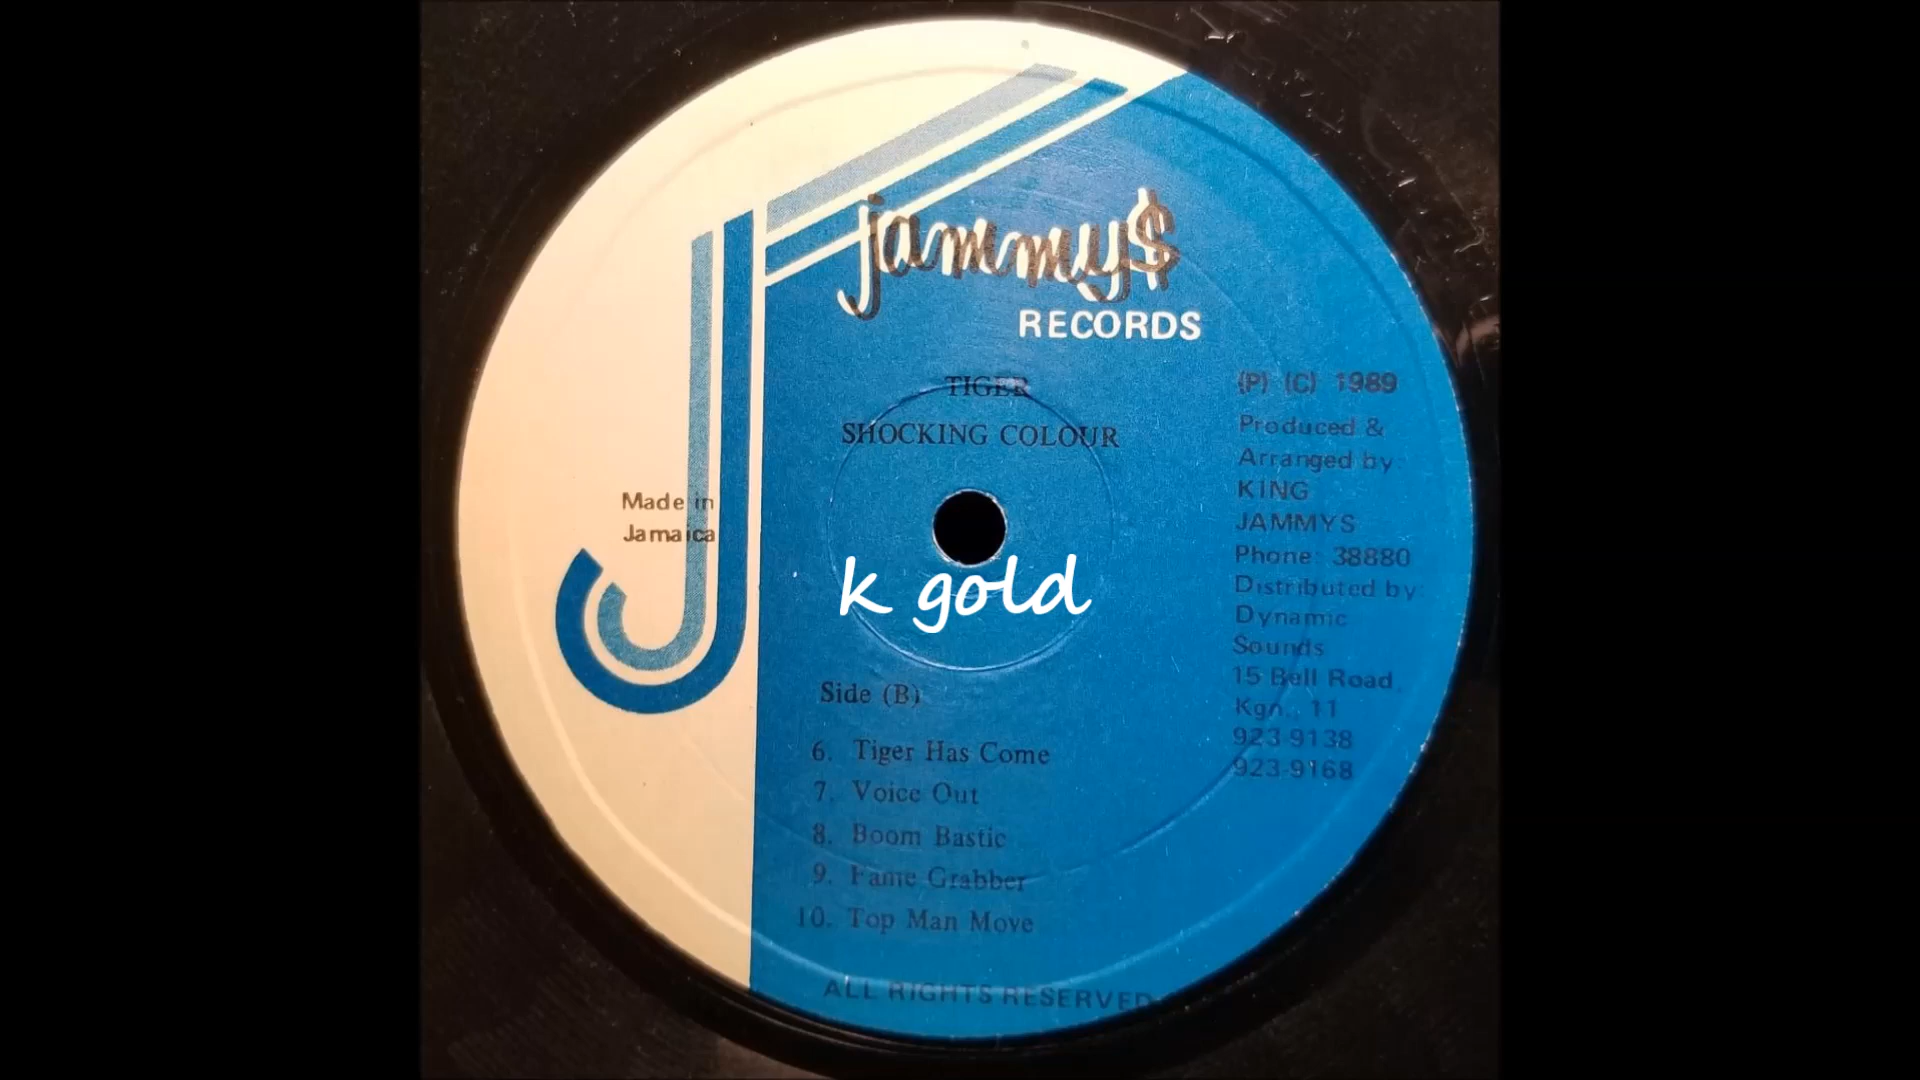 jammy$
RECORDS
TIGER
SHOCKING COLOUR
(P) (C) 1989
Produced &
Arranged by:
KING
JAMMYS
Phone: 38880
Distributed by:
Dynamic
Sounds
15 Bell Road,
Kgn. 11
923-9138
923-9168
Made in
Jamaica
k gold
Side (B)
6. Tiger Has Come
7. Voice Out
8. Boom Bastic
9. Fame Grabber
10. Top Man Move
ALL RIGHTS RESERVED